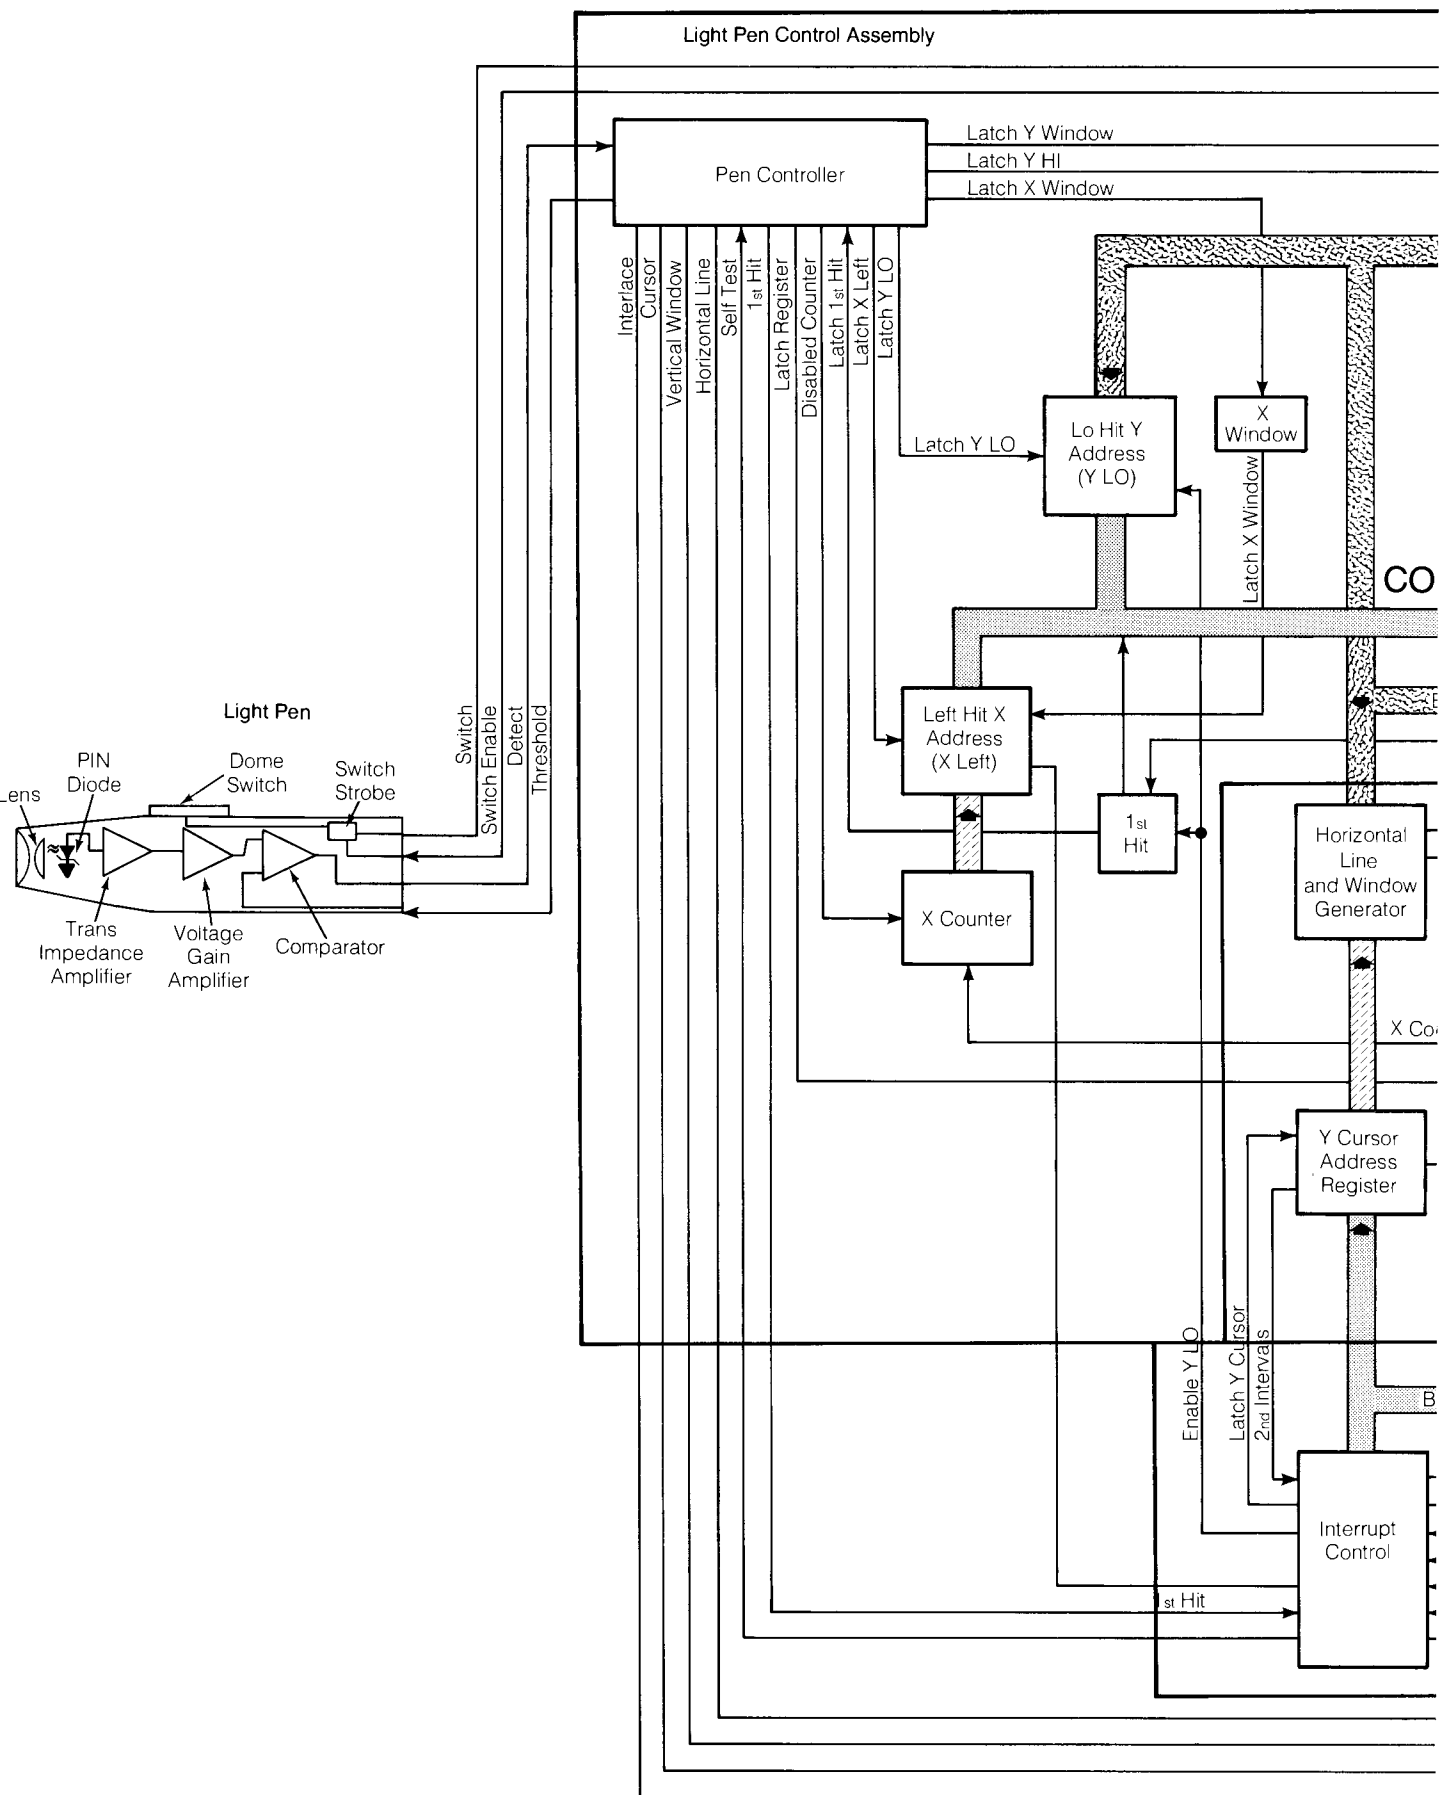 Light Pen Control Assembly
Pen Controller
Latch Y Window
Latch Y HI
Latch X Window
Interlace
Cursor
Vertical Window
Horizontal Line
Self Test
1st Hit
Latch Register
Disabled Counter
Latch 1st Hit
Latch X Left
Latch Y LO
Latch Y LO
Lo Hit Y
Address
(Y LO)
X
Window
Latch X Window
CO
Light Pen
Switch
Switch Enable
Detect
Threshold
Lens
PIN
Diode
Dome
Switch
Switch
Strobe
Trans
Impedance
Amplifier
Voltage
Gain
Amplifier
Comparator
Left Hit X
Address
(X Left)
1st
Hit
X Counter
Horizontal
Line
and Window
Generator
X Co
Y Cursor
Address
Register
Enable Y LO
Latch Y Cursor
2nd Intervals
B
Interrupt
Control
1st Hit